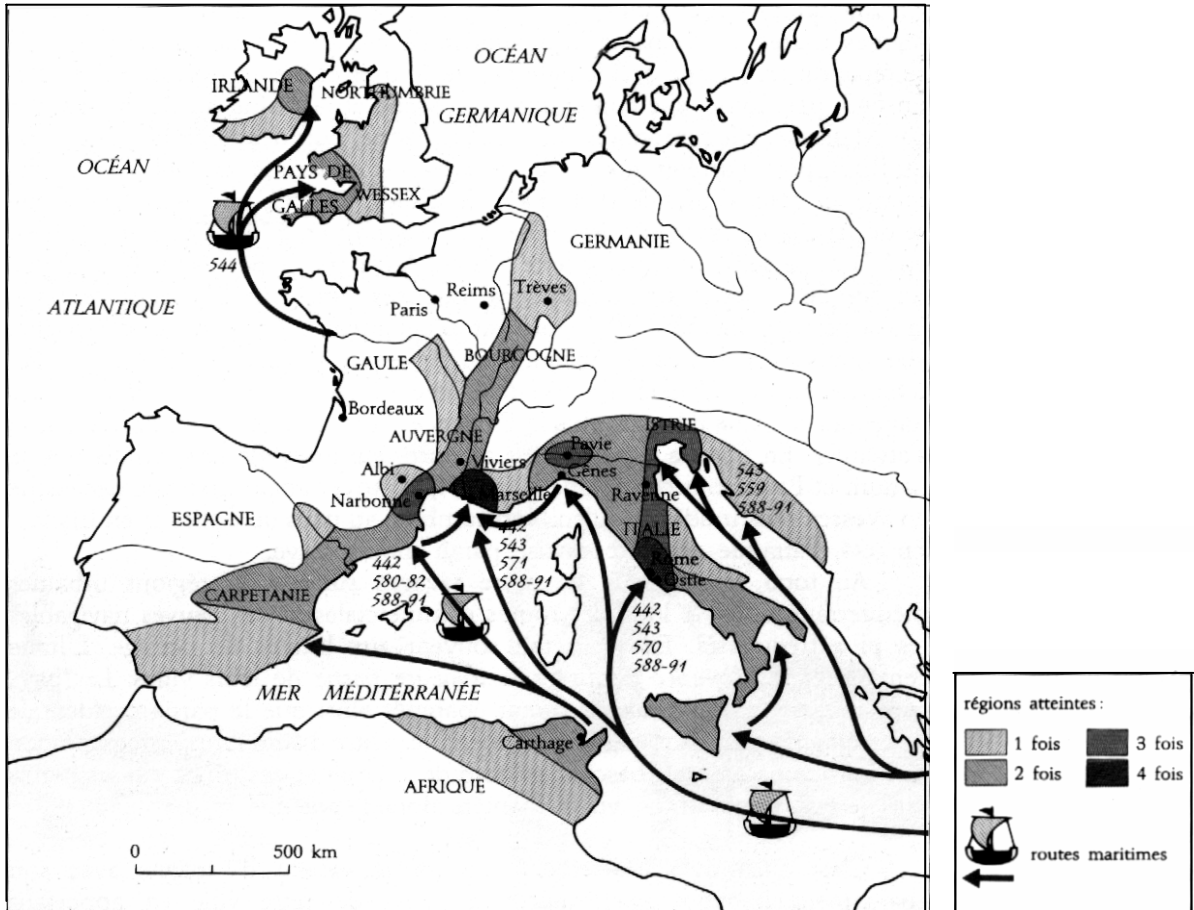 OCÉAN
IRLANDE
NORTHUMBRIE
GERMANIQUE
OCÉAN
PAYS DE
GALLES
WESSEX
GERMANIE
544
ATLANTIQUE
Reims
Trèves
Paris
BOURGOGNE
GAULE
Bordeaux
AUVERGNE
ISTRIE
Pavie
Viviers
Gênes
Albi
Narbonne
Marseille
Ravenne
543
559
588-91
ESPAGNE
ITALIE
442
543
571
588-91
442
580-82
588-91
Rome
Ostie
CARPETANIE
442
543
570
588-91
MER MÉDITÉRRANÉE
Carthage
AFRIQUE
0 500 km
régions atteintes :
1 fois 3 fois
2 fois 4 fois
routes maritimes